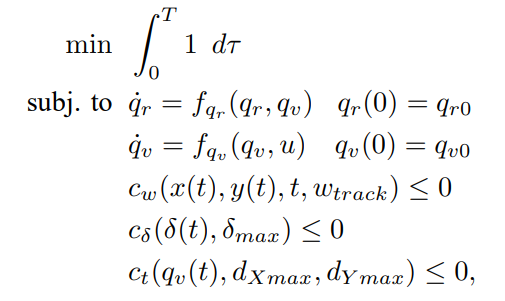 min ∫₀ᵀ 1 dτ
subj. to q̇_r = f_{q_r}(q_r, q_v) q_r(0) = q_{r0}
q̇_v = f_{q_v}(q_v, u) q_v(0) = q_{v0}
c_w(x(t), y(t), t, w_{track}) ≤ 0
c_δ(δ(t), δ_{max}) ≤ 0
c_t(q_v(t), d_{Xmax}, d_{Ymax}) ≤ 0,